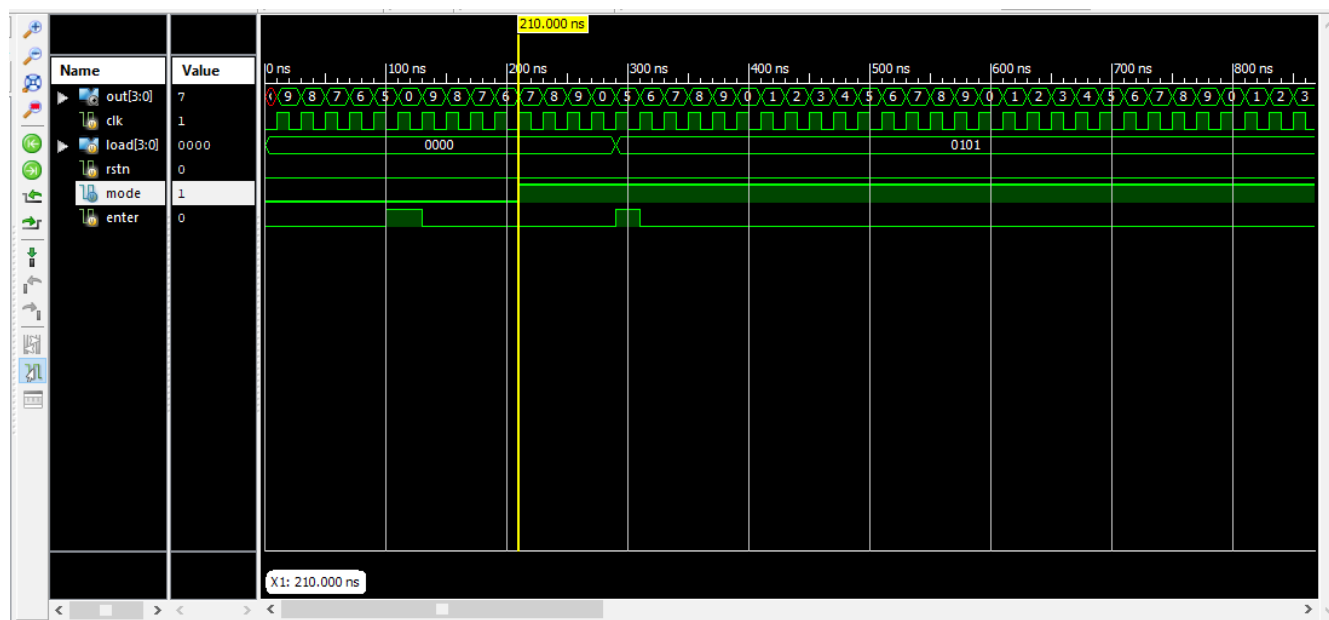 210.000 ns
Name Value
0 ns 100 ns 200 ns 300 ns 400 ns 500 ns 600 ns 700 ns 800 ns
out[3:0] 7 9 8 7 6 5 0 9 8 7 6 7 8 9 0 5 6 7 8 9 0 1 2 3 4 5 6 7 8 9 0 1 2 3 4 5 6 7 8 9 0 1 2 3
clk 1
load[3:0] 0000 0000 0101
rstn 0
mode 1
enter 0
X1: 210.000 ns